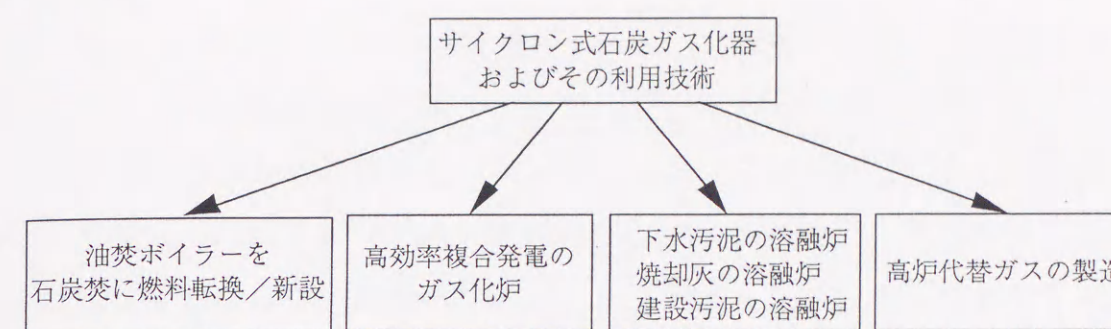 サイクロン式石炭ガス化器
およびその利用技術
油焚ボイラーを
石炭焚に燃料転換/新設
高効率複合発電の
ガス化炉
下水汚泥の溶融炉
焼却灰の溶融炉
建設汚泥の溶融炉
高炉代替ガスの製造